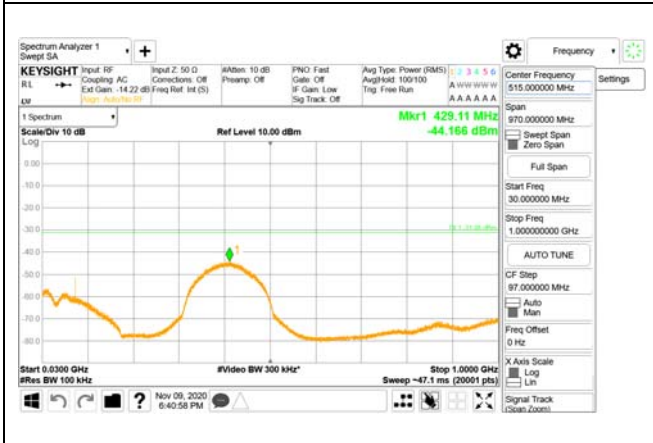 Spectrum Analyzer 1
Swept SA
+
Frequency
KEYSIGHT
Input: RF
Coupling: AC
Ext Gain: -14.22 dB
Align: Auto/No RF
RL
Input Z: 50 Ω
Corrections: Off
Freq Ref: Int (S)
#Atten: 10 dB
Preamp: Off
PNO: Fast
Gate: Off
IF Gain: Low
Sig Track: Off
Avg Type: Power (RMS)
Avg|Hold: 100/100
Trig: Free Run
1 2 3 4 5 6
A W W W W W
A A A A A A
1 Spectrum
Scale/Div 10 dB
Log
Ref Level 10.00 dBm
Mkr1 429.11 MHz
-44.166 dBm
0.00
-10.0
-20.0
-30.0
-40.0
-50.0
-60.0
-70.0
-80.0
1
Start 0.0300 GHz
#Res BW 100 kHz
#Video BW 300 kHz*
Stop 1.0000 GHz
Sweep ~47.1 ms (20001 pts)
Nov 09, 2020
6:40:58 PM
?
Center Frequency
515.000000 MHz
Settings
Span
970.000000 MHz
Swept Span
Zero Span
Full Span
Start Freq
30.000000 MHz
Stop Freq
1.000000000 GHz
AUTO TUNE
CF Step
97.000000 MHz
Auto
Man
Freq Offset
0 Hz
X Axis Scale
Log
Lin
Signal Track
(Span Zoom)